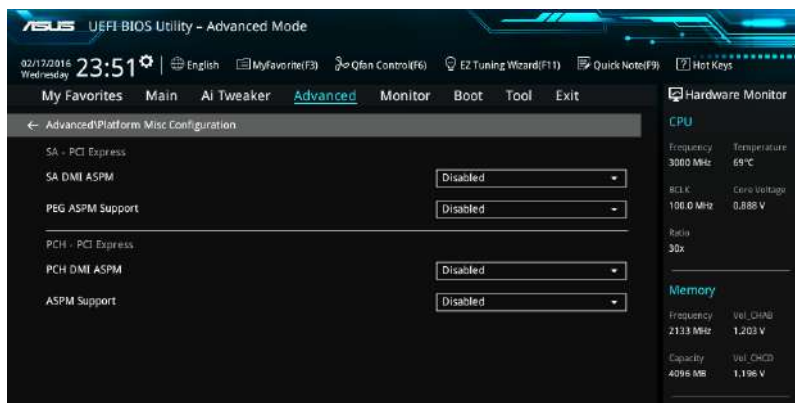 ASUS UEFI BIOS Utility – Advanced Mode
02/17/2016 Wednesday 23:51 English MyFavorite(F3) Qfan Control(F6) EZ Tuning Wizard(F11) Quick Note(F9) Hot Keys
My Favorites Main Ai Tweaker Advanced Monitor Boot Tool Exit
Hardware Monitor
← Advanced\Platform Misc Configuration
SA - PCI Express
SA DMI ASPM Disabled
PEG ASPM Support Disabled
PCH - PCI Express
PCH DMI ASPM Disabled
ASPM Support Disabled
CPU
Frequency Temperature
3000 MHz 69°C
BCLK Core Voltage
100.0 MHz 0.888 V
Ratio
30x
Memory
Frequency Vol_CHAB
2133 MHz 1.203 V
Capacity Vol_CHCD
4096 MB 1.196 V